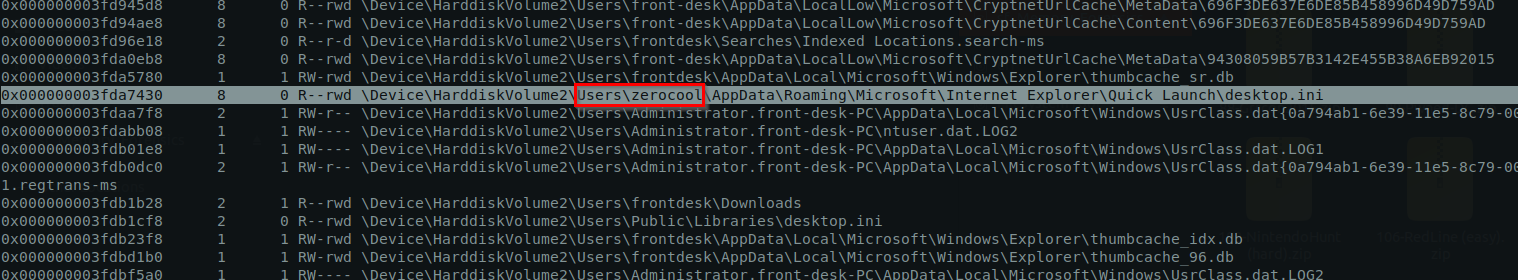 0x000000003fd945d8 8 0 R--rwd \Device\HarddiskVolume2\Users\front-desk\AppData\LocalLow\Microsoft\CryptnetUrlCache\MetaData\696F3DE637E6DE85B458996D49D759AD
0x000000003fd94ae8 8 0 R--rwd \Device\HarddiskVolume2\Users\front-desk\AppData\LocalLow\Microsoft\CryptnetUrlCache\Content\696F3DE637E6DE85B458996D49D759AD
0x000000003fd96e18 2 0 R--r-d \Device\HarddiskVolume2\Users\frontdesk\Searches\Indexed Locations.search-ms
0x000000003fda0eb8 8 0 R--rwd \Device\HarddiskVolume2\Users\front-desk\AppData\LocalLow\Microsoft\CryptnetUrlCache\MetaData\94308059B57B3142E455B38A6EB92015
0x000000003fda5780 1 1 RW-rwd \Device\HarddiskVolume2\Users\frontdesk\AppData\Local\Microsoft\Windows\Explorer\thumbcache_sr.db
0x000000003fda7430 8 0 R--rwd \Device\HarddiskVolume2\Users\zerocool\AppData\Roaming\Microsoft\Internet Explorer\Quick Launch\desktop.ini
0x000000003fdaa7f8 2 1 RW-r-- \Device\HarddiskVolume2\Users\Administrator.front-desk-PC\AppData\Local\Microsoft\Windows\UsrClass.dat{0a794ab1-6e39-11e5-8c79-00
0x000000003fdabb08 1 1 RW---- \Device\HarddiskVolume2\Users\Administrator.front-desk-PC\ntuser.dat.LOG2
0x000000003fdb01e8 1 1 RW---- \Device\HarddiskVolume2\Users\Administrator.front-desk-PC\AppData\Local\Microsoft\Windows\UsrClass.dat.LOG1
0x000000003fdb0dc0 2 1 RW-r-- \Device\HarddiskVolume2\Users\Administrator.front-desk-PC\AppData\Local\Microsoft\Windows\UsrClass.dat{0a794ab1-6e39-11e5-8c79-00
1.regtrans-ms
0x000000003fdb1b28 2 1 R--rwd \Device\HarddiskVolume2\Users\frontdesk\Downloads
0x000000003fdb1cf8 2 0 R--rwd \Device\HarddiskVolume2\Users\Public\Libraries\desktop.ini
0x000000003fdb23f8 1 1 RW-rwd \Device\HarddiskVolume2\Users\frontdesk\AppData\Local\Microsoft\Windows\Explorer\thumbcache_idx.db
0x000000003fdbd1b0 1 1 RW-rwd \Device\HarddiskVolume2\Users\frontdesk\AppData\Local\Microsoft\Windows\Explorer\thumbcache_96.db
0x000000003fdbf5a0 1 1 RW---- \Device\HarddiskVolume2\Users\Administrator.front-desk-PC\AppData\Local\Microsoft\Windows\UsrClass.dat.LOG2